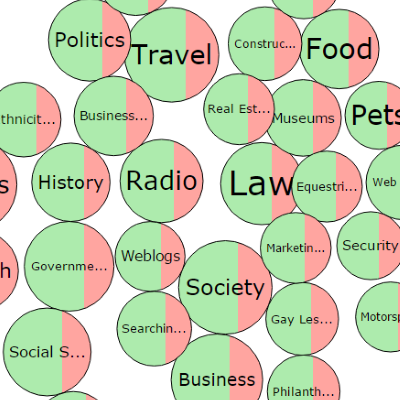 Politics
Travel
Construc...
Food
thnicit...
Business...
Real Est...
Museums
Pets
s
History
Radio
Law
Equestri...
Web
h
Governme...
Weblogs
Marketin...
Security
Society
Searchin...
Gay Les...
Motorsp
Social S...
Business
Philanth...